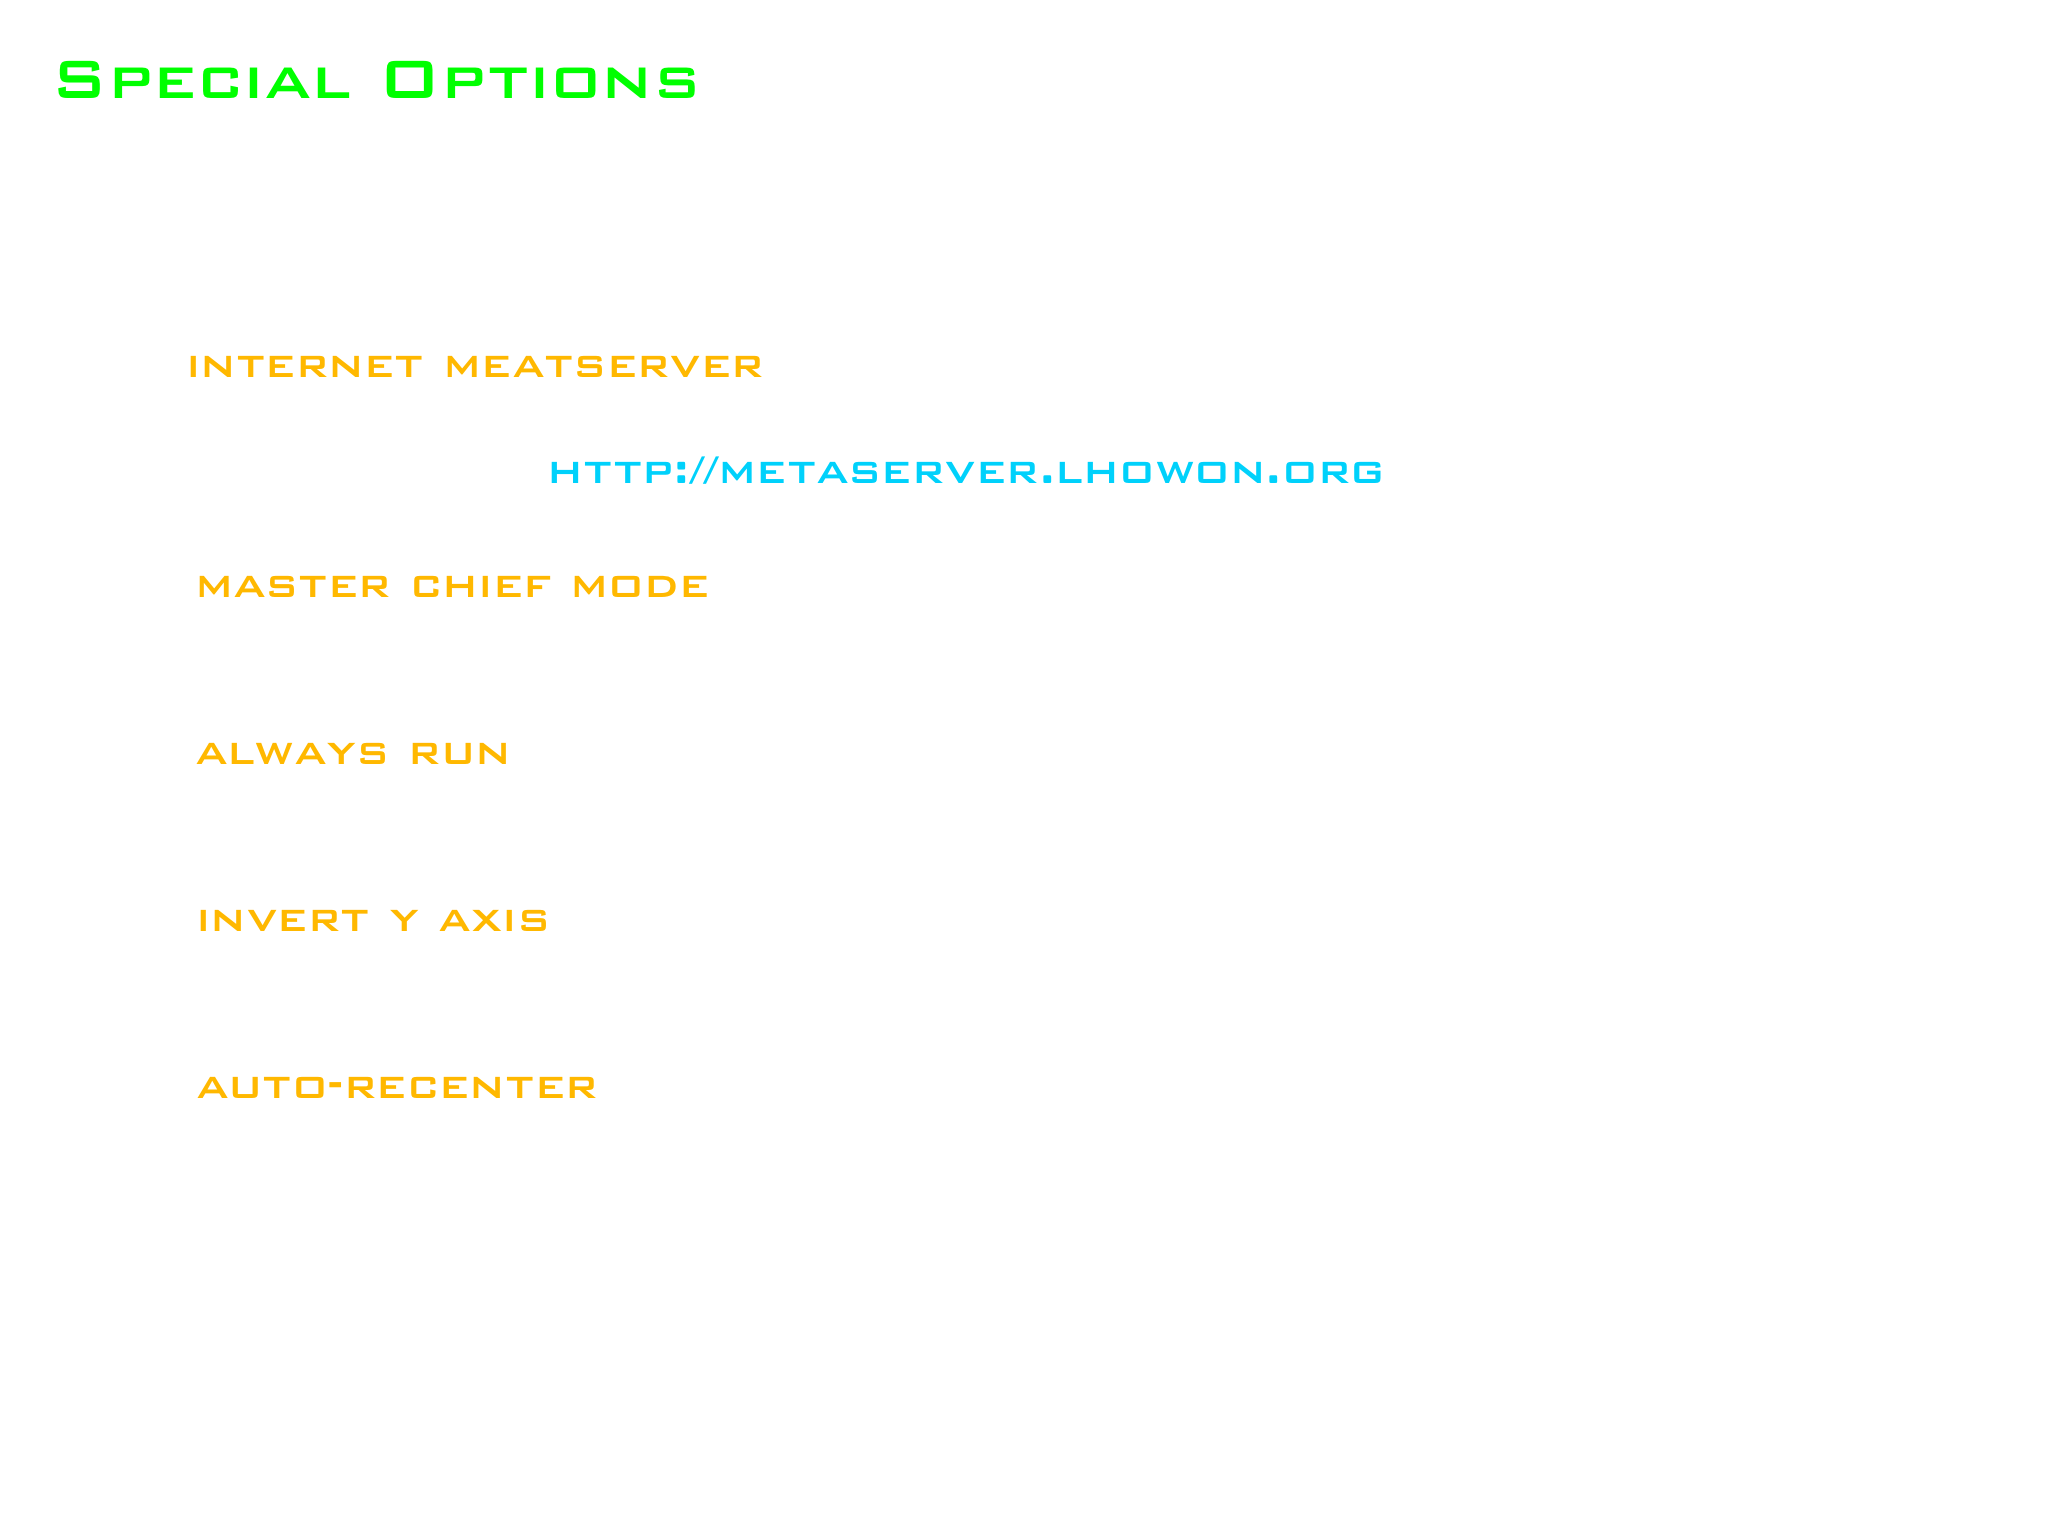 Special Options
INTERNET MEATSERVER
HTTP://METASERVER.LHOWON.ORG
MASTER CHIEF MODE
ALWAYS RUN
INVERT Y AXIS
AUTO-RECENTER